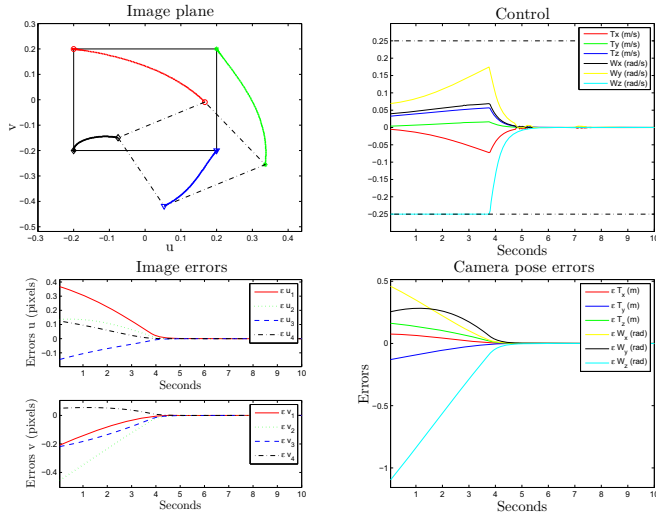 Image plane
0.2
0.1
0
−0.1
−0.2
−0.3
−0.4
−0.5
v
−0.3 −0.2 −0.1 0 0.1 0.2 0.3 0.4
u
Control
0.25
0.2
0.15
0.1
0.05
0
−0.05
−0.1
−0.15
−0.2
−0.25
Tx (m/s)
Ty (m/s)
Tz (m/s)
Wx (rad/s)
Wy (rad/s)
Wz (rad/s)
1 2 3 4 5 6 7 8 9 10
Seconds
Image errors
Errors u (pixels)
0.4
0.3
0.2
0.1
0
−0.1
ε u1
ε u2
ε u3
ε u4
1 2 3 4 5 6 7 8 9 10
Seconds
Errors v (pixels)
0
−0.2
−0.4
ε v1
ε v2
ε v3
ε v4
1 2 3 4 5 6 7 8 9 10
Seconds
Camera pose errors
Errors
0.5
0
−0.5
−1
ε Tx (m)
ε Ty (m)
ε Tz (m)
ε Wx (rad)
ε Wy (rad)
ε Wz (rad)
1 2 3 4 5 6 7 8 9 10
Seconds